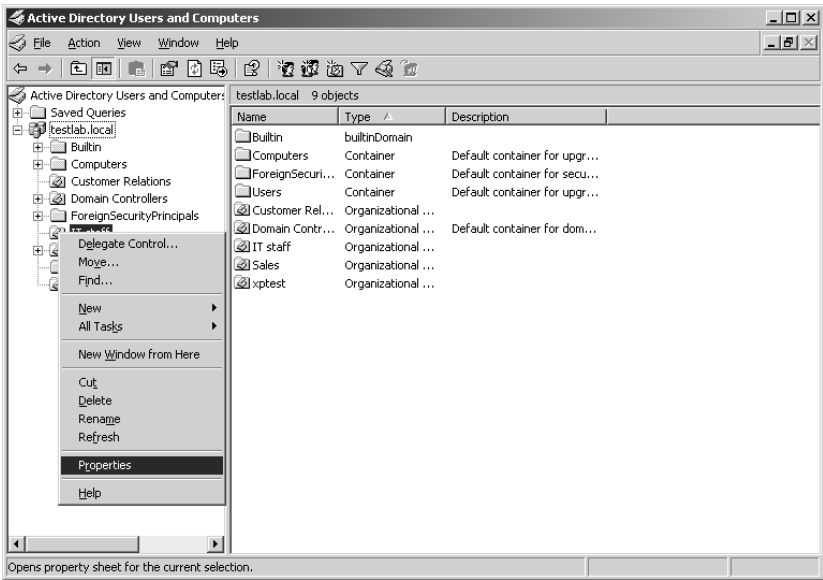 Active Directory Users and Computers
File Action View Window Help
Active Directory Users and Computers
Saved Queries
testlab.local
Builtin
Computers
Customer Relations
Domain Controllers
ForeignSecurityPrincipals
IT staff
Delegate Control...
Move...
Find...
New
All Tasks
New Window from Here
Cut
Delete
Rename
Refresh
Properties
Help
testlab.local 9 objects
Name Type Description
Builtin builtinDomain
Computers Container Default container for upgr...
ForeignSecuri... Container Default container for secu...
Users Container Default container for upgr...
Customer Rel... Organizational ...
Domain Contr... Organizational ... Default container for dom...
IT staff Organizational ...
Sales Organizational ...
xptest Organizational ...
Opens property sheet for the current selection.